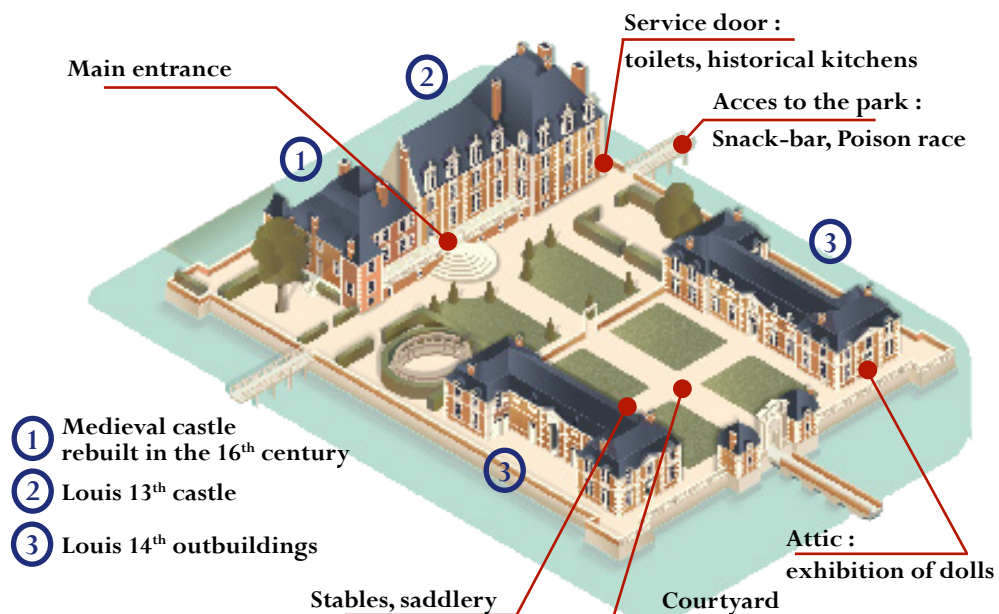 Service door :
toilets, historical kitchens
Main entrance
2
Acces to the park :
Snack-bar, Poison race
1
3
1 Medieval castle
rebuilt in the 16th century
2 Louis 13th castle
3
3 Louis 14th outbuildings
Attic :
exhibition of dolls
Stables, saddlery
Courtyard